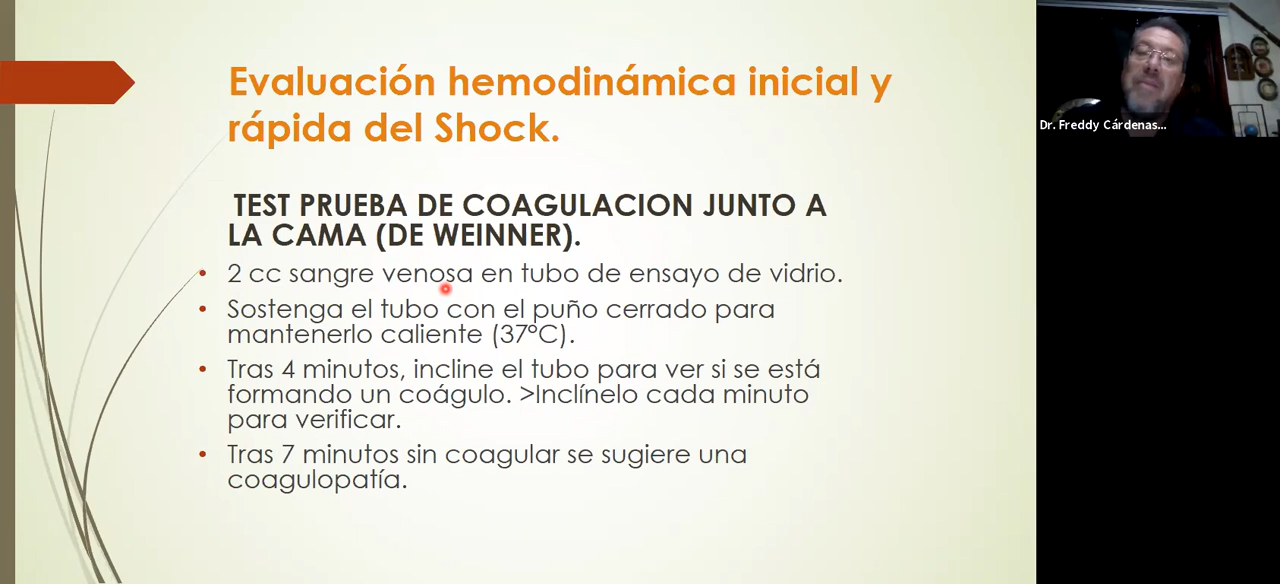 Evaluación hemodinámica inicial y
rápida del Shock.
TEST PRUEBA DE COAGULACION JUNTO A
LA CAMA (DE WEINNER).
• 2 cc sangre venosa en tubo de ensayo de vidrio.
• Sostenga el tubo con el puño cerrado para
mantenerlo caliente (37°C).
• Tras 4 minutos, incline el tubo para ver si se está
formando un coágulo. >Inclínelo cada minuto
para verificar.
• Tras 7 minutos sin coagular se sugiere una
coagulopatía.
Dr. Freddy Cárdenas...